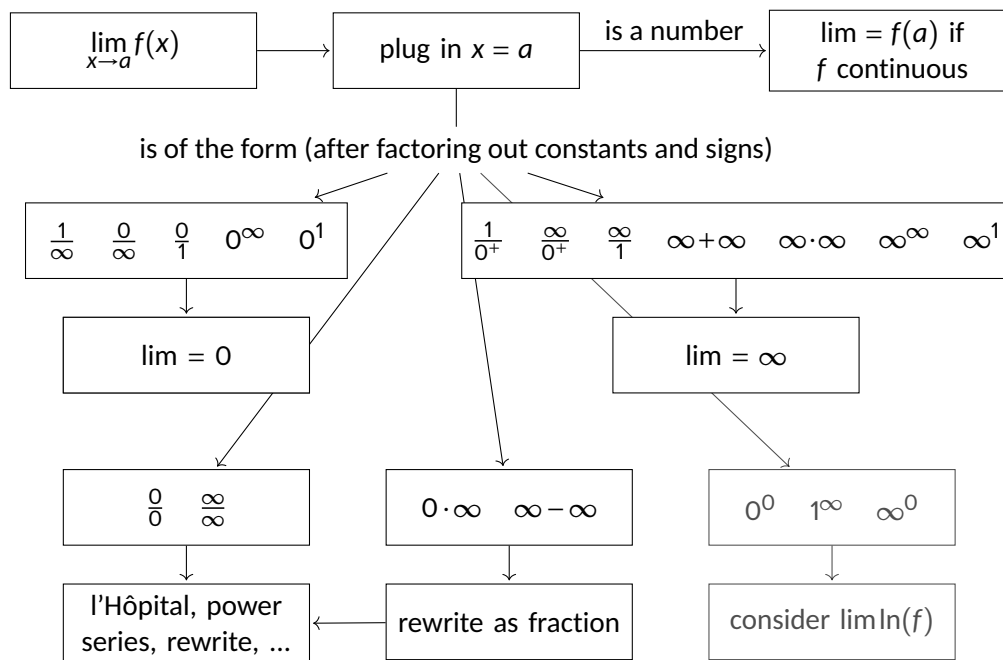 lim x→a f(x)
plug in x = a
is a number
lim = f(a) if
f continuous
is of the form (after factoring out constants and signs)
1/∞ 0/∞ 0/1 0^∞ 0^1
1/0⁺ ∞/0⁺ ∞/1 ∞+∞ ∞·∞ ∞^∞ ∞^1
lim = 0
lim = ∞
0/0 ∞/∞
0·∞ ∞−∞
0^0 1^∞ ∞^0
l'Hôpital, power
series, rewrite, ...
rewrite as fraction
consider lim ln(f)